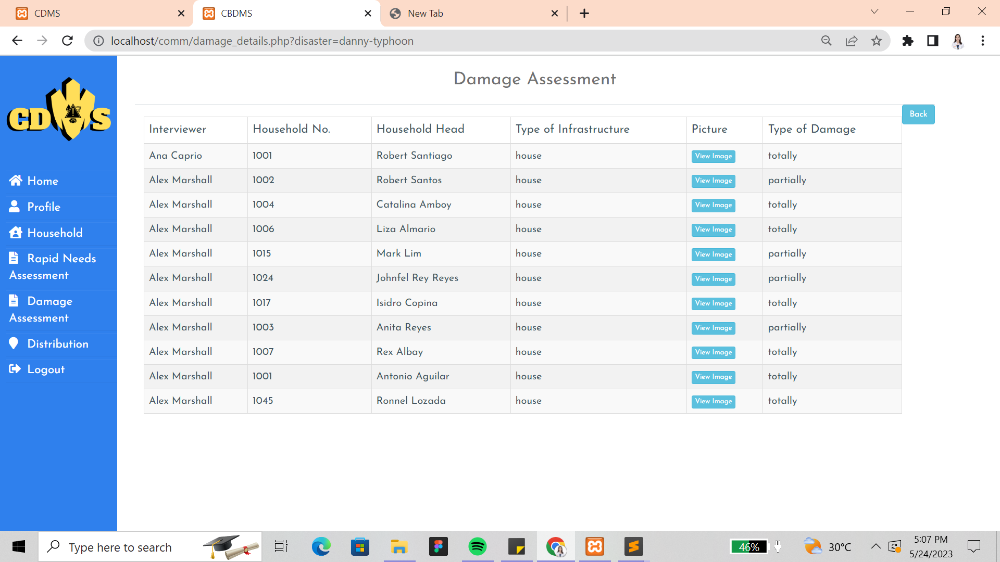 CDMS
CBDMS
New Tab
localhost/comm/damage_details.php?disaster=danny-typhoon
CDMS
Home
Profile
Household
Rapid Needs
Assessment
Damage
Assessment
Distribution
Logout
Damage Assessment
Back
Interviewer Household No. Household Head Type of Infrastructure Picture Type of Damage
Ana Caprio 1001 Robert Santiago house View Image totally
Alex Marshall 1002 Robert Santos house View Image partially
Alex Marshall 1004 Catalina Amboy house View Image totally
Alex Marshall 1006 Liza Almario house View Image totally
Alex Marshall 1015 Mark Lim house View Image partially
Alex Marshall 1024 Johnfel Rey Reyes house View Image partially
Alex Marshall 1017 Isidro Copina house View Image totally
Alex Marshall 1003 Anita Reyes house View Image partially
Alex Marshall 1007 Rex Albay house View Image totally
Alex Marshall 1001 Antonio Aguilar house View Image totally
Alex Marshall 1045 Ronnel Lozada house View Image totally
Type here to search
46%
30°C
5:07 PM
5/24/2023